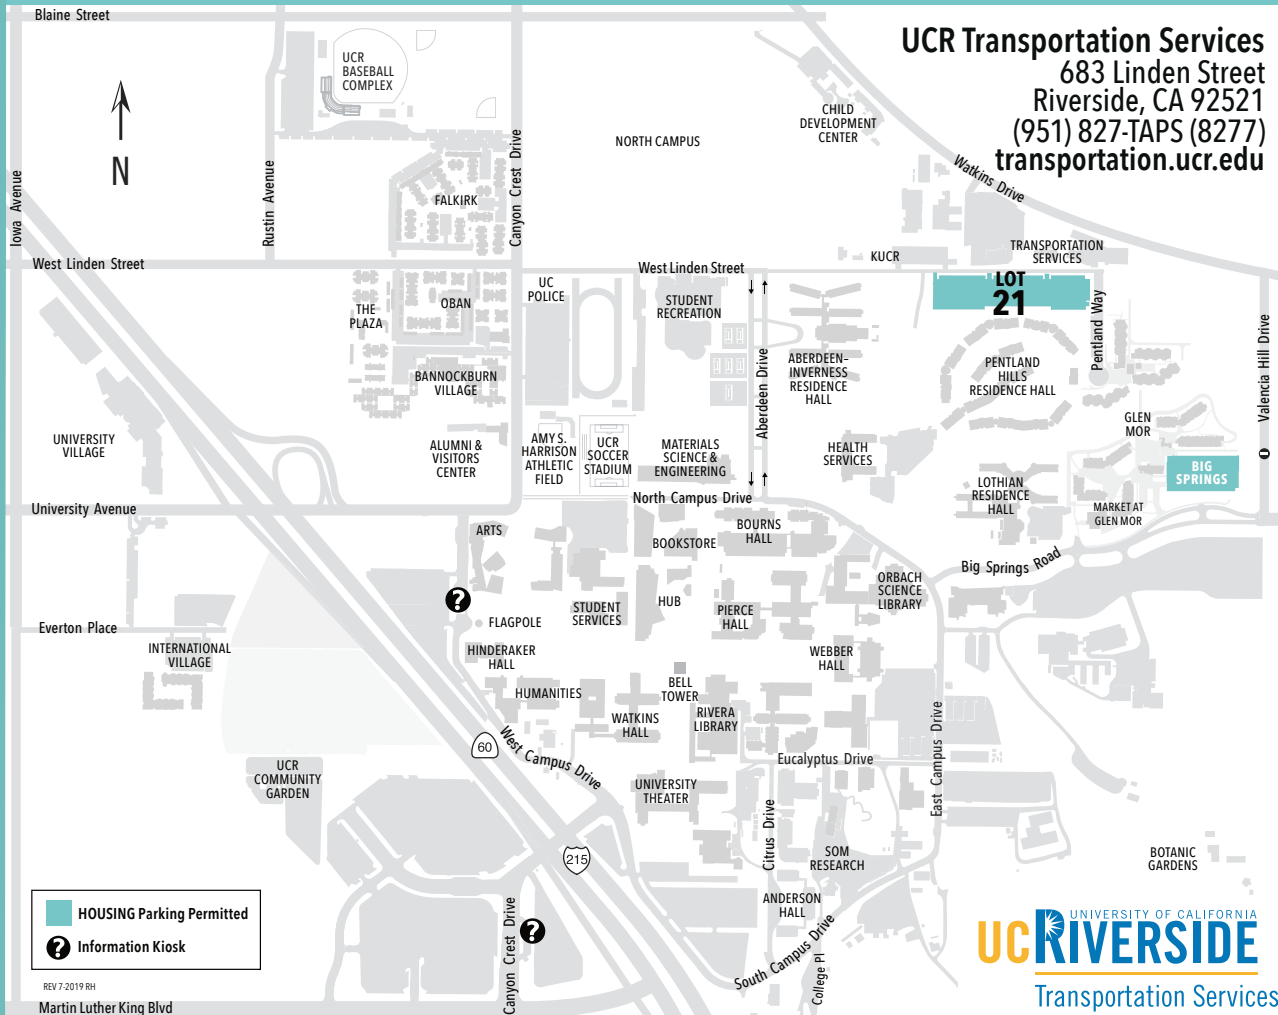 Blaine Street
UCR Transportation Services
683 Linden Street
Riverside, CA 92521
(951) 827-TAPS (8277)
transportation.ucr.edu
UCR
BASEBALL
COMPLEX
N
NORTH CAMPUS
CHILD
DEVELOPMENT
CENTER
Watkins Drive
Iowa Avenue
Rustin Avenue
Canyon Crest Drive
FALKIRK
West Linden Street
West Linden Street
KUCR
TRANSPORTATION
SERVICES
LOT
21
Pentland Way
Valencia Hill Drive
THE
PLAZA
OBAN
UC
POLICE
STUDENT
RECREATION
Aberdeen Drive
ABERDEEN–
INVERNESS
RESIDENCE
HALL
PENTLAND
HILLS
RESIDENCE HALL
BANNOCKBURN
VILLAGE
GLEN
MOR
UNIVERSITY
VILLAGE
ALUMNI &
VISITORS
CENTER
AMY S.
HARRISON
ATHLETIC
FIELD
UCR
SOCCER
STADIUM
MATERIALS
SCIENCE &
ENGINEERING
HEALTH
SERVICES
BIG
SPRINGS
LOTHIAN
RESIDENCE
HALL
MARKET AT
GLEN MOR
University Avenue
North Campus Drive
ARTS
BOOKSTORE
BOURNS
HALL
Big Springs Road
ORBACH
SCIENCE
LIBRARY
?
FLAGPOLE
STUDENT
SERVICES
HUB
PIERCE
HALL
Everton Place
INTERNATIONAL
VILLAGE
HINDERAKER
HALL
WEBBER
HALL
HUMANITIES
BELL
TOWER
WATKINS
HALL
RIVERA
LIBRARY
60
West Campus Drive
East Campus Drive
Eucalyptus Drive
UCR
COMMUNITY
GARDEN
UNIVERSITY
THEATER
Citrus Drive
215
SOM
RESEARCH
BOTANIC
GARDENS
ANDERSON
HALL
HOUSING Parking Permitted
? Information Kiosk
Canyon Crest Drive
?
South Campus Drive
College Pl
UNIVERSITY OF CALIFORNIA
UC RIVERSIDE
Transportation Services
REV 7-2019 RH
Martin Luther King Blvd